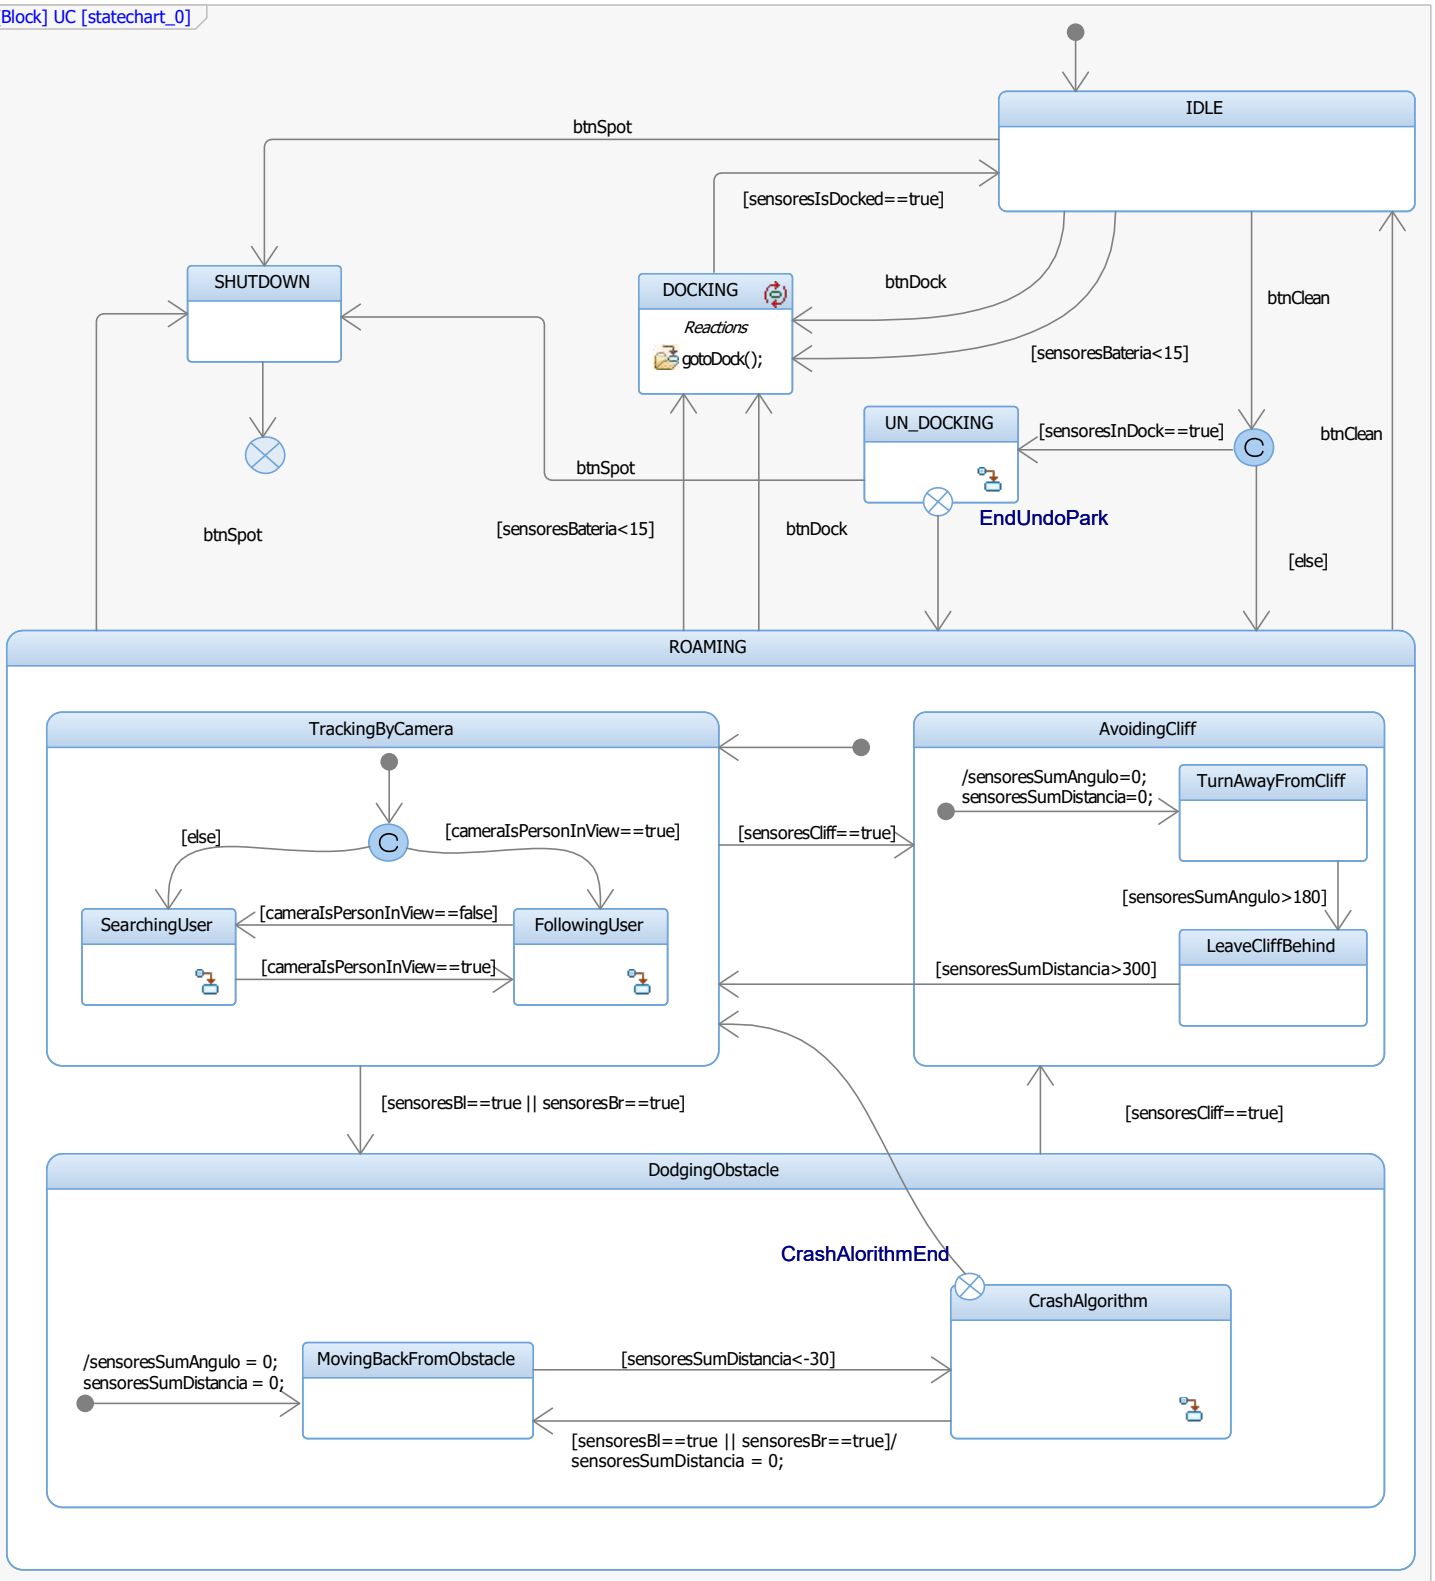 [Block] UC [statechart_0]
IDLE
btnSpot
[sensoresIsDocked==true]
SHUTDOWN
DOCKING
Reactions
gotoDock();
btnDock
btnClean
[sensoresBateria<15]
UN_DOCKING
[sensoresInDock==true]
C
btnClean
btnSpot
EndUndoPark
btnSpot
[sensoresBateria<15]
btnDock
[else]
ROAMING
TrackingByCamera
AvoidingCliff
/sensoresSumAngulo=0;
sensoresSumDistancia=0;
TurnAwayFromCliff
[else]
C
[cameraIsPersonInView==true]
[sensoresCliff==true]
[sensoresSumAngulo>180]
SearchingUser
[cameraIsPersonInView==false]
FollowingUser
[cameraIsPersonInView==true]
LeaveCliffBehind
[sensoresSumDistancia>300]
[sensoresBl==true || sensoresBr==true]
[sensoresCliff==true]
DodgingObstacle
CrashAlorithmEnd
CrashAlgorithm
/sensoresSumAngulo = 0;
sensoresSumDistancia = 0;
MovingBackFromObstacle
[sensoresSumDistancia<-30]
[sensoresBl==true || sensoresBr==true]/
sensoresSumDistancia = 0;